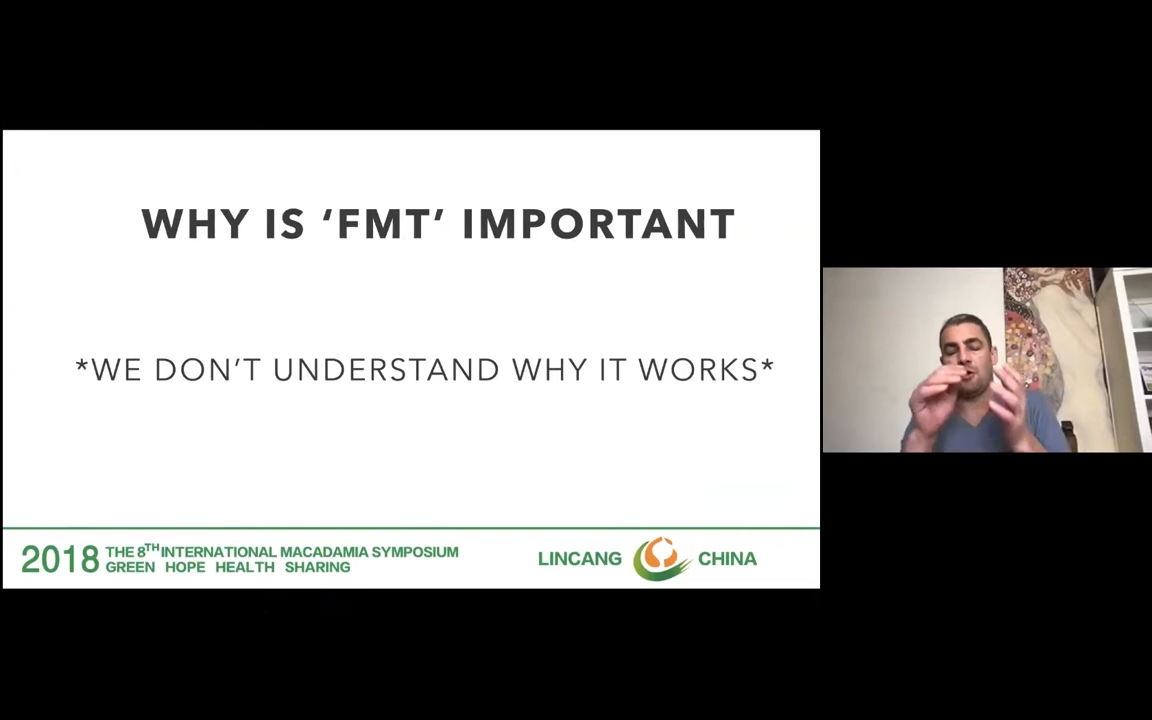 WHY IS ‘FMT’ IMPORTANT
*WE DON’T UNDERSTAND WHY IT WORKS*
2018 THE 8TH INTERNATIONAL MACADAMIA SYMPOSIUM
GREEN HOPE HEALTH SHARING
LINCANG CHINA